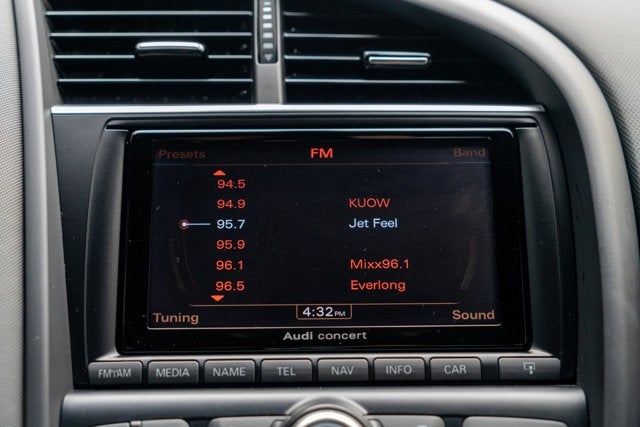 Presets FM Band
94.5
94.9 KUOW
95.7 Jet Feel
95.9
96.1 Mixx96.1
96.5 Everlong
4:32 PM
Tuning Sound
Audi concert
FM/AM MEDIA NAME TEL NAV INFO CAR